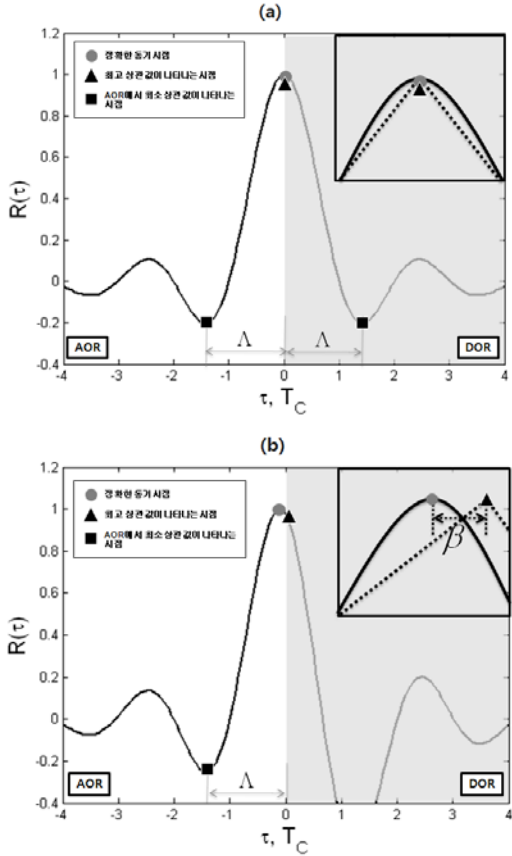 (a)
1.2
1
0.8
0.6
0.4
0.2
0
-0.2
-0.4
R(τ)
정확한 동기 시점
최고 상관 값이 나타나는 시점
AOR에서 최소 상관 값이 나타나는
시점
Λ
Λ
AOR
DOR
-4
-3
-2
-1
0
1
2
3
4
τ, T_C
(b)
1.2
1
0.8
0.6
0.4
0.2
0
-0.2
-0.4
R(τ)
정확한 동기 시점
최고 상관 값이 나타나는 시점
AOR에서 최소 상관 값이 나타나는
시점
β
Λ
AOR
DOR
-4
-3
-2
-1
0
1
2
3
4
τ, T_C